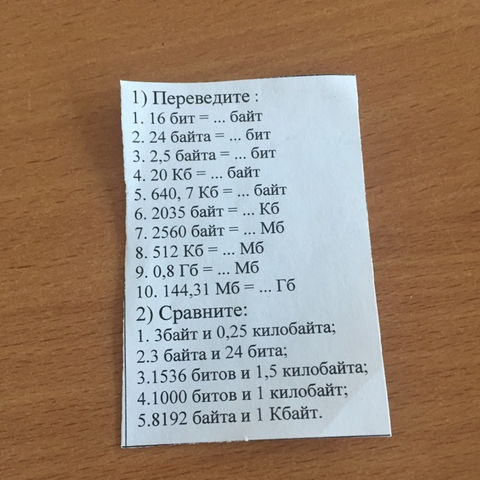 1) Переведите :
1. 16 бит = ... байт
2. 24 байта = ... бит
3. 2,5 байта = ... бит
4. 20 Кб = ... байт
5. 640, 7 Кб = ... байт
6. 2035 байт = ... Кб
7. 2560 байт = ... Мб
8. 512 Кб = ... Мб
9. 0,8 Гб = ... Мб
10. 144,31 Мб = ... Гб
2) Сравните:
1. 3байт и 0,25 килобайта;
2.3 байта и 24 бита;
3.1536 битов и 1,5 килобайта;
4.1000 битов и 1 килобайт;
5.8192 байта и 1 Кбайт.